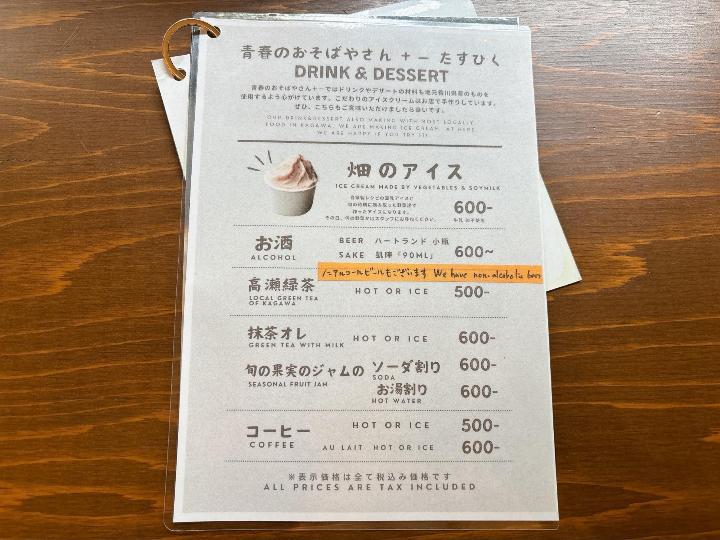 青春のおそばやさん ＋－ たすひく
DRINK & DESSERT
青春のおそばやさん＋－ではドリンクやデザートの材料も地元香川県産のものを
使用するよう心がけています。こだわりのアイスクリームはお店で手作りしています。
ぜひ、こちらもご賞味いただけましたら幸いです。
OUR DRINK&DESSERT ALSO MAKING WITH MOST LOCALLY
FOOD IN KAGAWA. WE ARE MAKING ICE CREAM AT HERE.
WE ARE HAPPY IF YOU TRY IT.
畑のアイス
ICE CREAM MADE BY VEGETABLES & SOYMILK
600-
お酒 BEER ハートランド 小瓶
ALCOHOL SAKE 凱陣「90ML」 600~
ノンアルコールビールもございます We have non-alcoholic beer
高瀬緑茶 HOT OR ICE 500-
LOCAL GREEN TEA
OF KAGAWA
抹茶オレ HOT OR ICE 600-
GREEN TEA WITH MILK
旬の果実のジャムの ソーダ割り 600-
SEASONAL FRUIT JAM SODA
お湯割り 600-
HOT WATER
コーヒー HOT OR ICE 500-
COFFEE AU LAIT HOT OR ICE 600-
※表示価格は全て税込み価格です
ALL PRICES ARE TAX INCLUDED